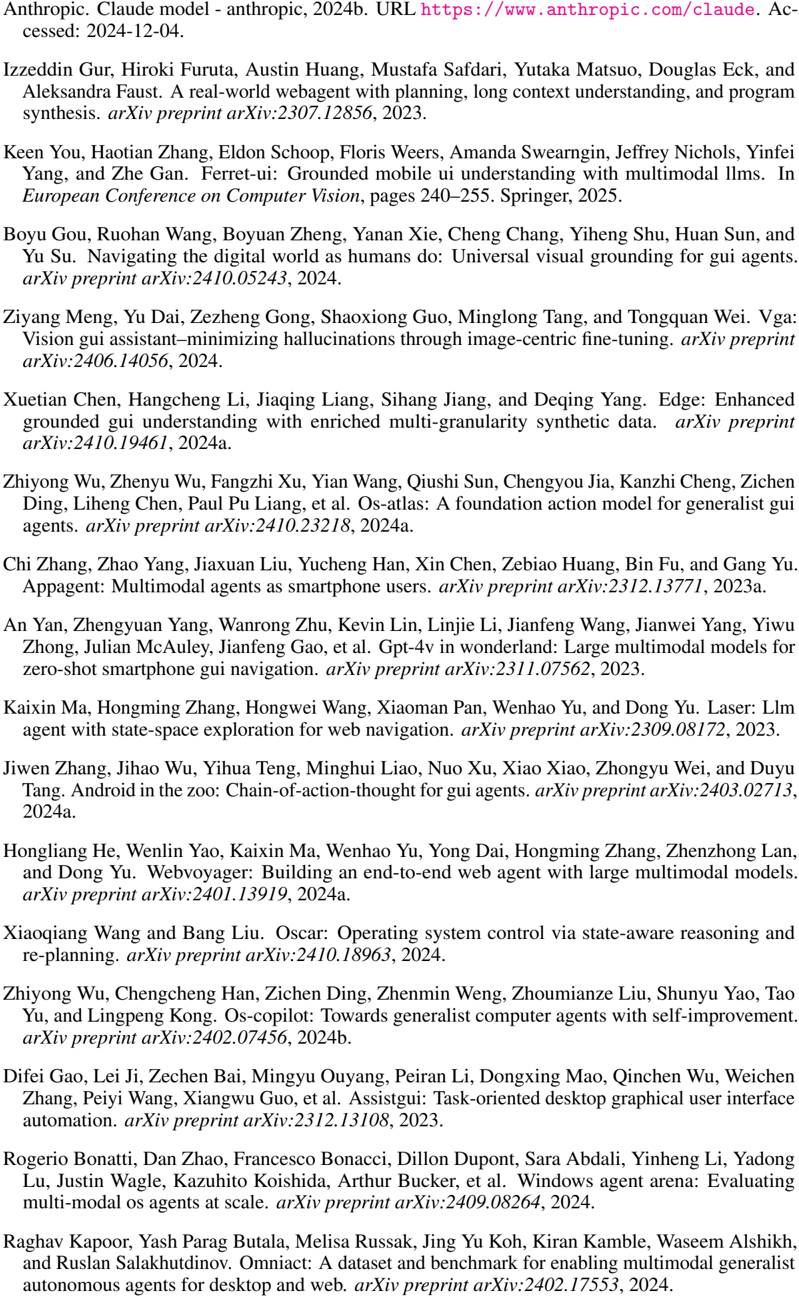 Anthropic. Claude model - anthropic, 2024b. URL https://www.anthropic.com/claude. Ac-
cessed: 2024-12-04.
Izzeddin Gur, Hiroki Furuta, Austin Huang, Mustafa Safdari, Yutaka Matsuo, Douglas Eck, and
Aleksandra Faust. A real-world webagent with planning, long context understanding, and program
synthesis. arXiv preprint arXiv:2307.12856, 2023.
Keen You, Haotian Zhang, Eldon Schoop, Floris Weers, Amanda Swearngin, Jeffrey Nichols, Yinfei
Yang, and Zhe Gan. Ferret-ui: Grounded mobile ui understanding with multimodal llms. In
European Conference on Computer Vision, pages 240–255. Springer, 2025.
Boyu Gou, Ruohan Wang, Boyuan Zheng, Yanan Xie, Cheng Chang, Yiheng Shu, Huan Sun, and
Yu Su. Navigating the digital world as humans do: Universal visual grounding for gui agents.
arXiv preprint arXiv:2410.05243, 2024.
Ziyang Meng, Yu Dai, Zezheng Gong, Shaoxiong Guo, Minglong Tang, and Tongquan Wei. Vga:
Vision gui assistant–minimizing hallucinations through image-centric fine-tuning. arXiv preprint
arXiv:2406.14056, 2024.
Xuetian Chen, Hangcheng Li, Jiaqing Liang, Sihang Jiang, and Deqing Yang. Edge: Enhanced
grounded gui understanding with enriched multi-granularity synthetic data. arXiv preprint
arXiv:2410.19461, 2024a.
Zhiyong Wu, Zhenyu Wu, Fangzhi Xu, Yian Wang, Qiushi Sun, Chengyou Jia, Kanzhi Cheng, Zichen
Ding, Liheng Chen, Paul Pu Liang, et al. Os-atlas: A foundation action model for generalist gui
agents. arXiv preprint arXiv:2410.23218, 2024a.
Chi Zhang, Zhao Yang, Jiaxuan Liu, Yucheng Han, Xin Chen, Zebiao Huang, Bin Fu, and Gang Yu.
Appagent: Multimodal agents as smartphone users. arXiv preprint arXiv:2312.13771, 2023a.
An Yan, Zhengyuan Yang, Wanrong Zhu, Kevin Lin, Linjie Li, Jianfeng Wang, Jianwei Yang, Yiwu
Zhong, Julian McAuley, Jianfeng Gao, et al. Gpt-4v in wonderland: Large multimodal models for
zero-shot smartphone gui navigation. arXiv preprint arXiv:2311.07562, 2023.
Kaixin Ma, Hongming Zhang, Hongwei Wang, Xiaoman Pan, Wenhao Yu, and Dong Yu. Laser: Llm
agent with state-space exploration for web navigation. arXiv preprint arXiv:2309.08172, 2023.
Jiwen Zhang, Jihao Wu, Yihua Teng, Minghui Liao, Nuo Xu, Xiao Xiao, Zhongyu Wei, and Duyu
Tang. Android in the zoo: Chain-of-action-thought for gui agents. arXiv preprint arXiv:2403.02713,
2024a.
Hongliang He, Wenlin Yao, Kaixin Ma, Wenhao Yu, Yong Dai, Hongming Zhang, Zhenzhong Lan,
and Dong Yu. Webvoyager: Building an end-to-end web agent with large multimodal models.
arXiv preprint arXiv:2401.13919, 2024a.
Xiaoqiang Wang and Bang Liu. Oscar: Operating system control via state-aware reasoning and
re-planning. arXiv preprint arXiv:2410.18963, 2024.
Zhiyong Wu, Chengcheng Han, Zichen Ding, Zhenmin Weng, Zhoumianze Liu, Shunyu Yao, Tao
Yu, and Lingpeng Kong. Os-copilot: Towards generalist computer agents with self-improvement.
arXiv preprint arXiv:2402.07456, 2024b.
Difei Gao, Lei Ji, Zechen Bai, Mingyu Ouyang, Peiran Li, Dongxing Mao, Qinchen Wu, Weichen
Zhang, Peiyi Wang, Xiangwu Guo, et al. Assistgui: Task-oriented desktop graphical user interface
automation. arXiv preprint arXiv:2312.13108, 2023.
Rogerio Bonatti, Dan Zhao, Francesco Bonacci, Dillon Dupont, Sara Abdali, Yinheng Li, Yadong
Lu, Justin Wagle, Kazuhito Koishida, Arthur Bucker, et al. Windows agent arena: Evaluating
multi-modal os agents at scale. arXiv preprint arXiv:2409.08264, 2024.
Raghav Kapoor, Yash Parag Butala, Melisa Russak, Jing Yu Koh, Kiran Kamble, Waseem Alshikh,
and Ruslan Salakhutdinov. Omniact: A dataset and benchmark for enabling multimodal generalist
autonomous agents for desktop and web. arXiv preprint arXiv:2402.17553, 2024.